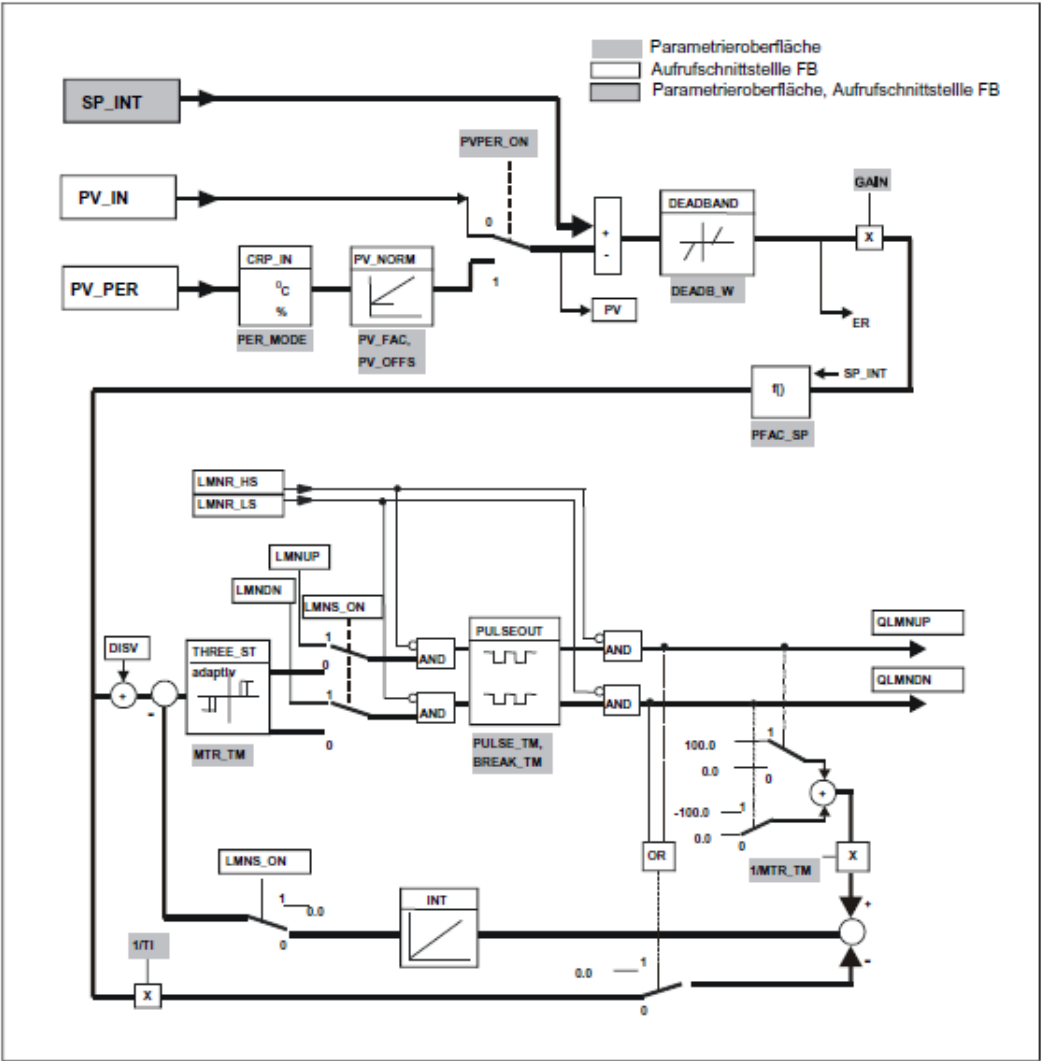 Parametrieroberfläche
Aufrufschnittstellle FB
Parametrieroberfläche, Aufrufschnittstellle FB
SP_INT
PVPER_ON
PV_IN
GAIN
DEADBAND
0
+
-
X
CRP_IN
PV_NORM
PV_PER
°C
%
1
DEADB_W
PV
ER
PER_MODE
PV_FAC,
PV_OFFS
SP_INT
f()
PFAC_SP
LMNR_HS
LMNR_LS
LMNUP
LMNDN
LMNS_ON
PULSEOUT
QLMNUP
DISV
THREE_ST
adaptiv
1
0
AND
AND
QLMNDN
+
-
1
0
AND
AND
MTR_TM
PULSE_TM,
BREAK_TM
100.0
1
0.0
0
+
-100.0
1
0.0
0
OR
1/MTR_TM
X
LMNS_ON
1
0.0
0
INT
+
-
1/TI
0.0
1
X
0